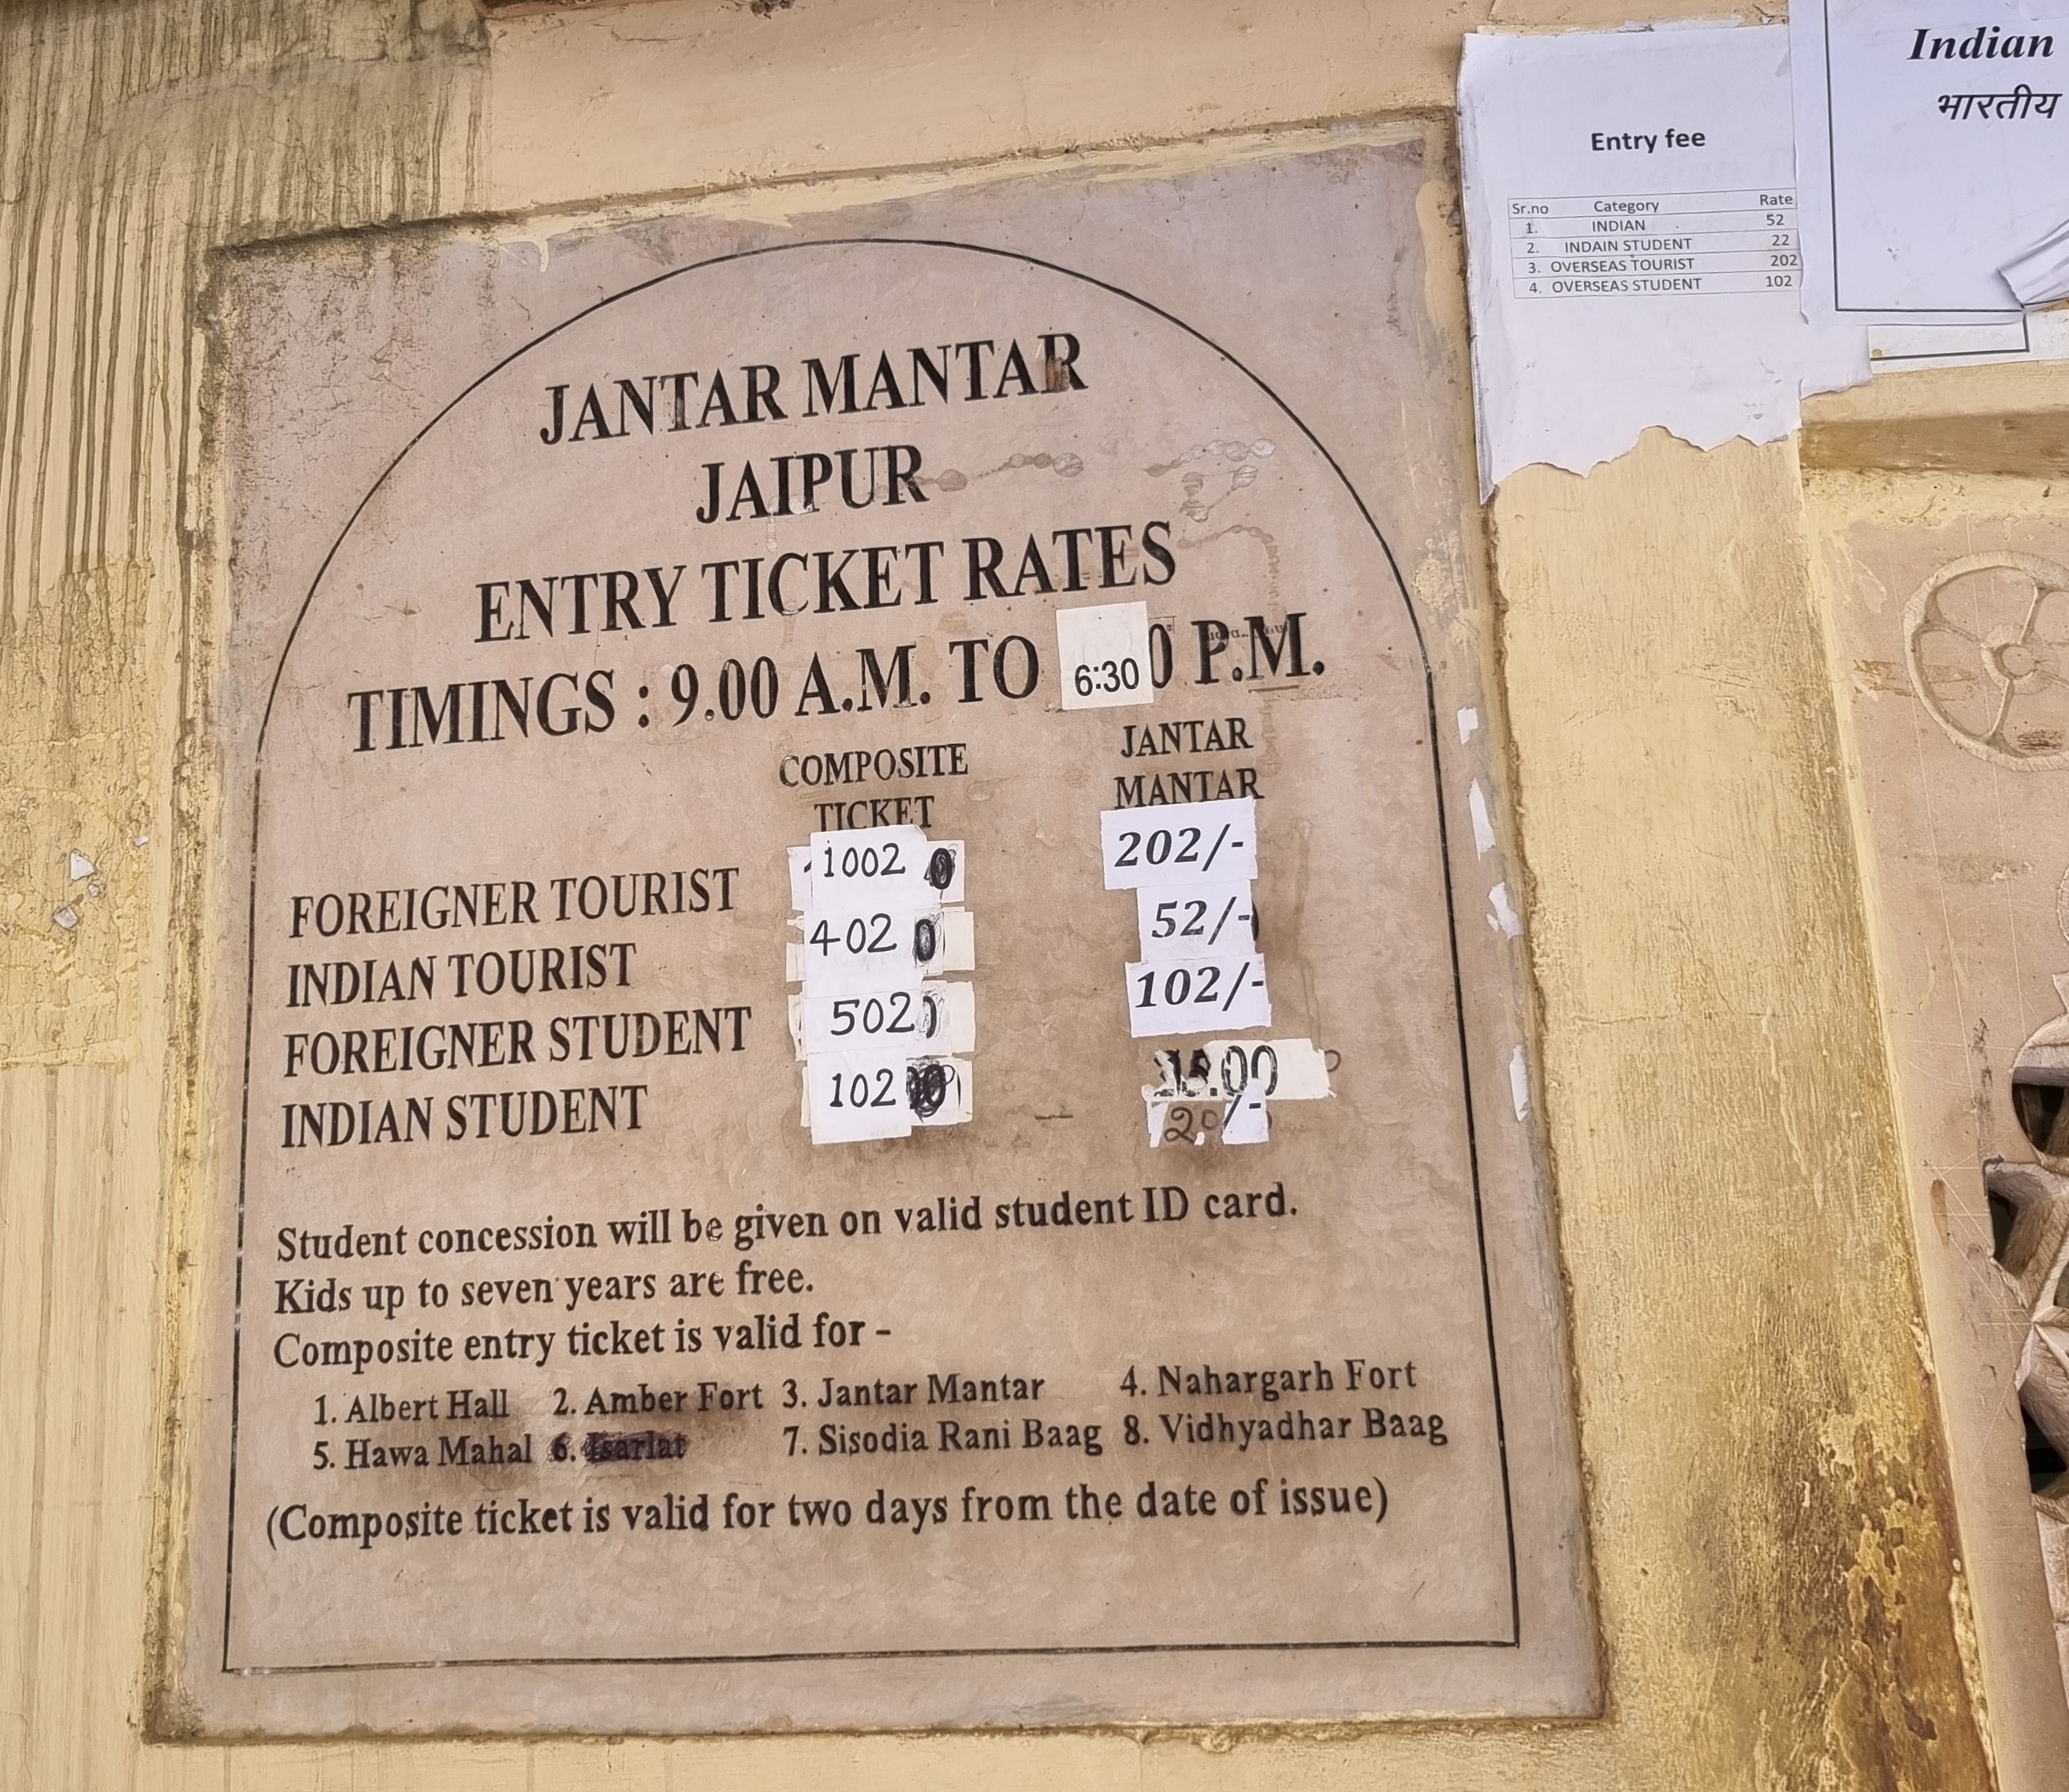 JANTAR MANTAR
JAIPUR
ENTRY TICKET RATES
TIMINGS : 9.00 A.M. TO 6:30 P.M.
COMPOSITE TICKET JANTAR MANTAR
FOREIGNER TOURIST 1002 202/-
INDIAN TOURIST 402 52/-
FOREIGNER STUDENT 502 102/-
INDIAN STUDENT 102 20/-
Student concession will be given on valid student ID card.
Kids up to seven years are free.
Composite entry ticket is valid for -
1. Albert Hall 2. Amber Fort 3. Jantar Mantar 4. Nahargarh Fort
5. Hawa Mahal 6. Isarlat 7. Sisodia Rani Baag 8. Vidhyadhar Baag
(Composite ticket is valid for two days from the date of issue)
Entry fee
Sr.no Category Rate
1. INDIAN 52
2. INDAIN STUDENT 22
3. OVERSEAS TOURIST 202
4. OVERSEAS STUDENT 102
Indian
भारतीय